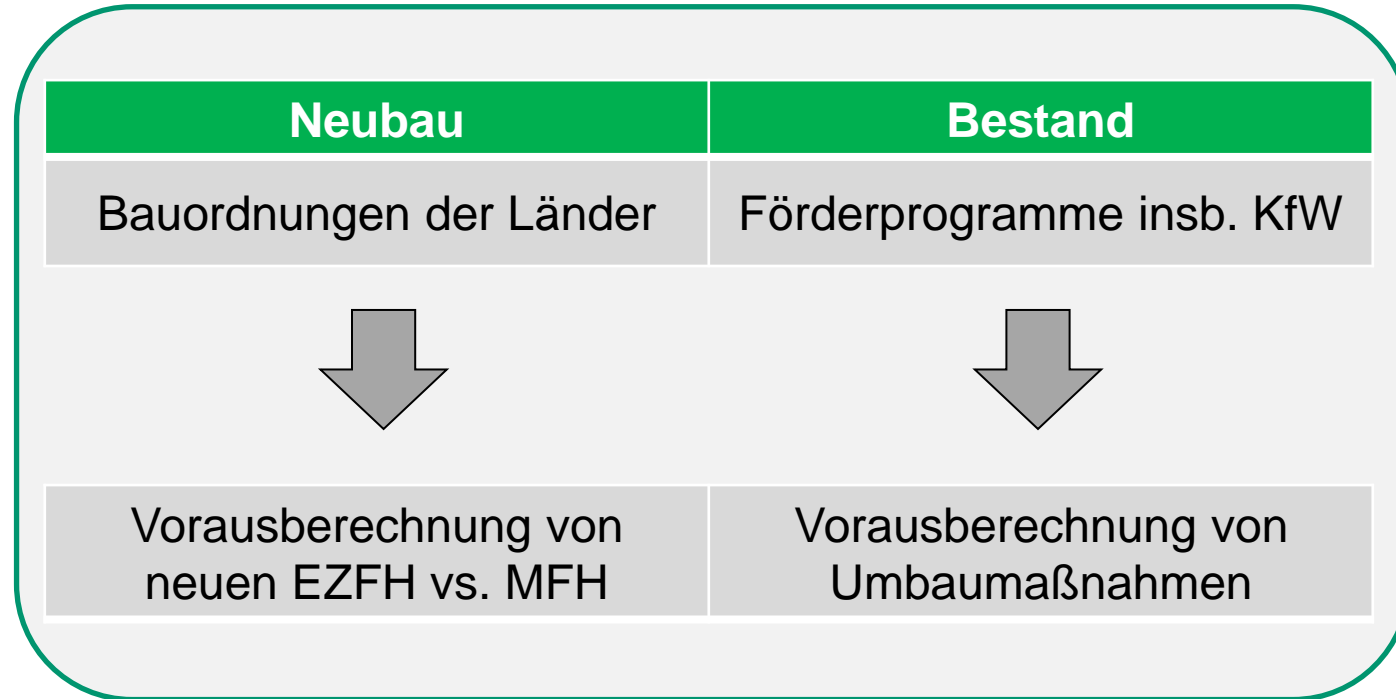 Neubau
Bestand
Bauordnungen der Länder
Förderprogramme insb. KfW
Vorausberechnung von
neuen EZFH vs. MFH
Vorausberechnung von
Umbaumaßnahmen